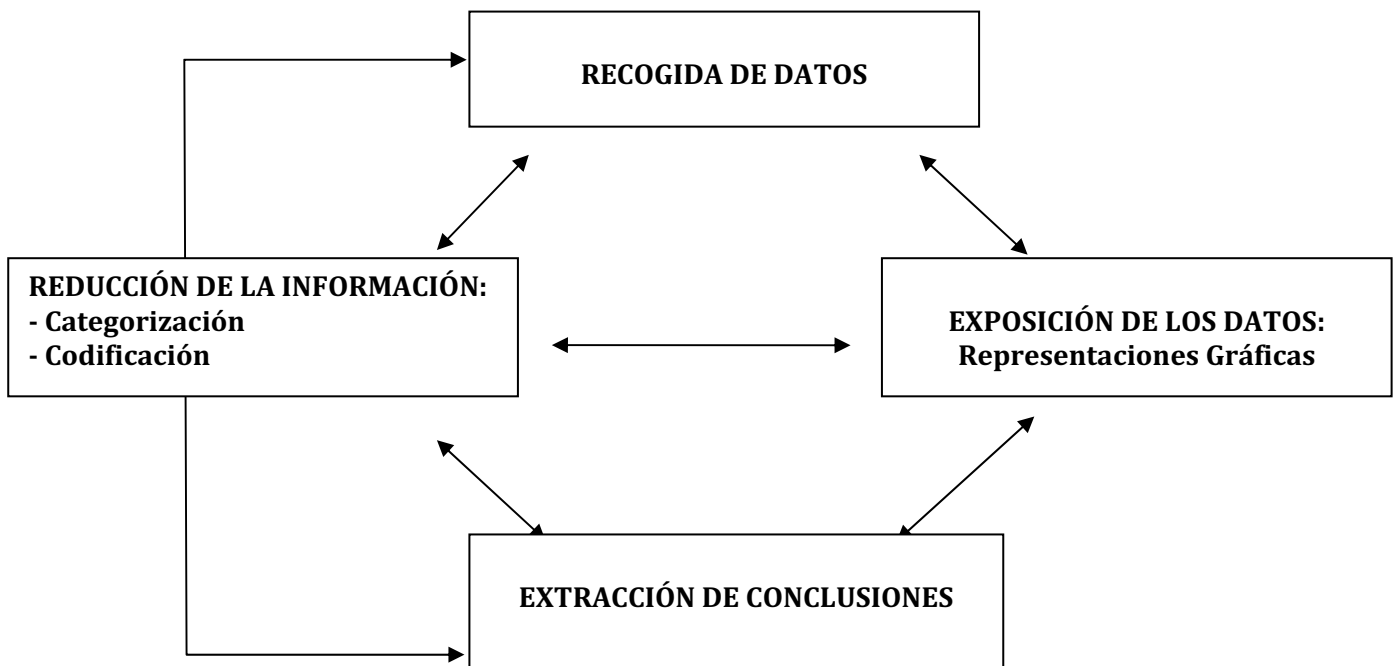 RECOGIDA DE DATOS
REDUCCIÓN DE LA INFORMACIÓN:
- Categorización
- Codificación
EXPOSICIÓN DE LOS DATOS:
Representaciones Gráficas
EXTRACCIÓN DE CONCLUSIONES